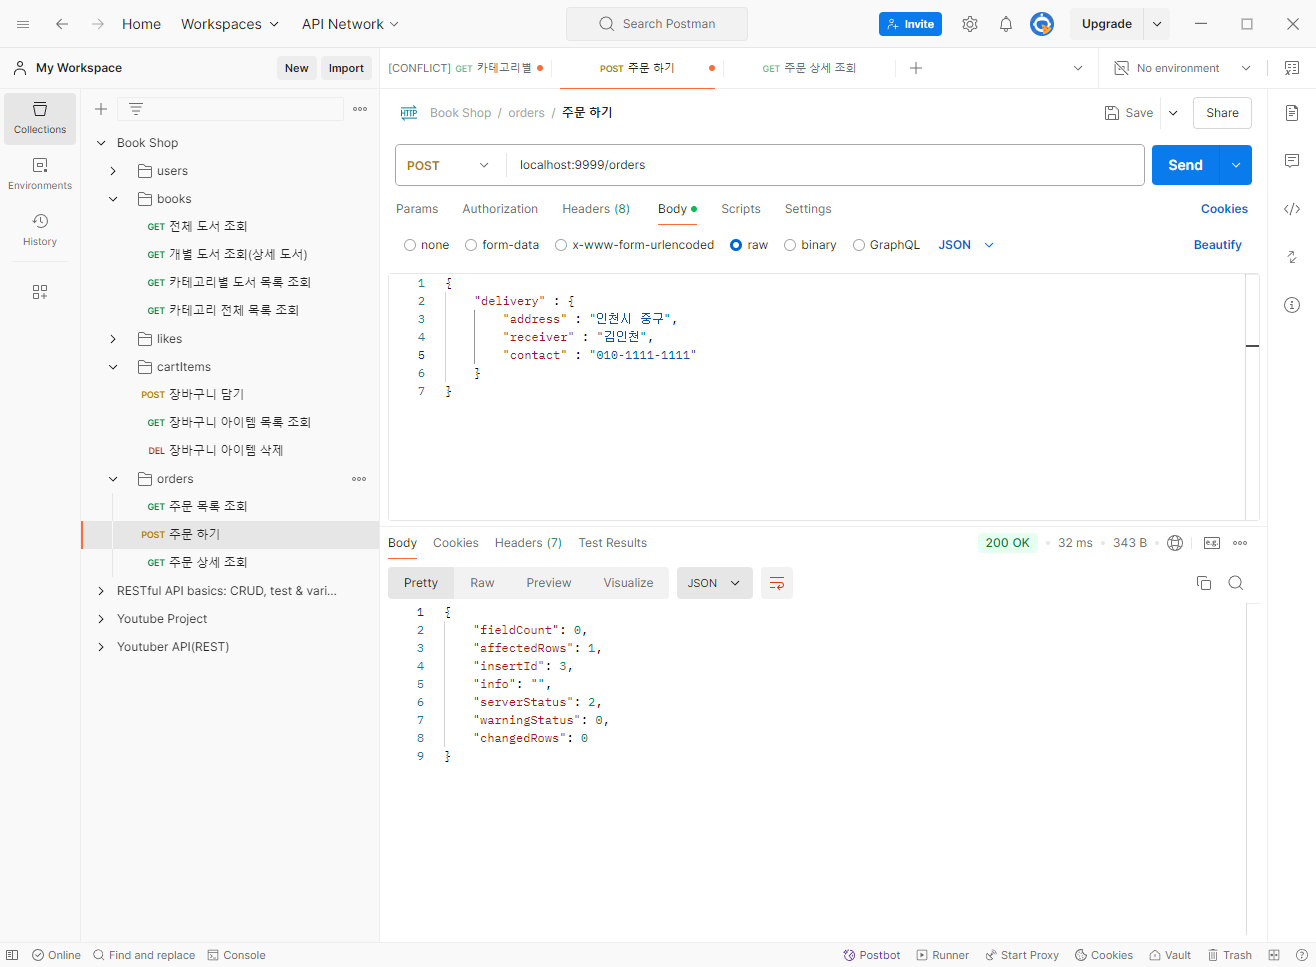 Home
Workspaces
API Network
Search Postman
Invite
Upgrade
My Workspace
New
Import
[CONFLICT] GET 카테고리별
POST 주문 하기
GET 주문 상세 조회
No environment
Collections
Environments
History
Book Shop
users
books
GET 전체 도서 조회
GET 개별 도서 조회(상세 도서)
GET 카테고리별 도서 목록 조회
GET 카테고리 전체 목록 조회
likes
cartItems
POST 장바구니 담기
GET 장바구니 아이템 목록 조회
DEL 장바구니 아이템 삭제
orders
GET 주문 목록 조회
POST 주문 하기
GET 주문 상세 조회
RESTful API basics: CRUD, test & vari...
Youtube Project
Youtuber API(REST)
HTTP Book Shop / orders / 주문 하기
Save
Share
POST localhost:9999/orders
Send
Params Authorization Headers (8) Body Scripts Settings
Cookies
none form-data x-www-form-urlencoded raw binary GraphQL JSON
Beautify
1 {
2 "delivery" : {
3 "address" : "인천시 중구",
4 "receiver" : "김인천",
5 "contact" : "010-1111-1111"
6 }
7 }
Body Cookies Headers (7) Test Results
200 OK 32 ms 343 B e.g.
Pretty Raw Preview Visualize JSON
1 {
2 "fieldCount": 0,
3 "affectedRows": 1,
4 "insertId": 3,
5 "info": "",
6 "serverStatus": 2,
7 "warningStatus": 0,
8 "changedRows": 0
9 }
Online Find and replace Console
Postbot Runner Start Proxy Cookies Vault Trash